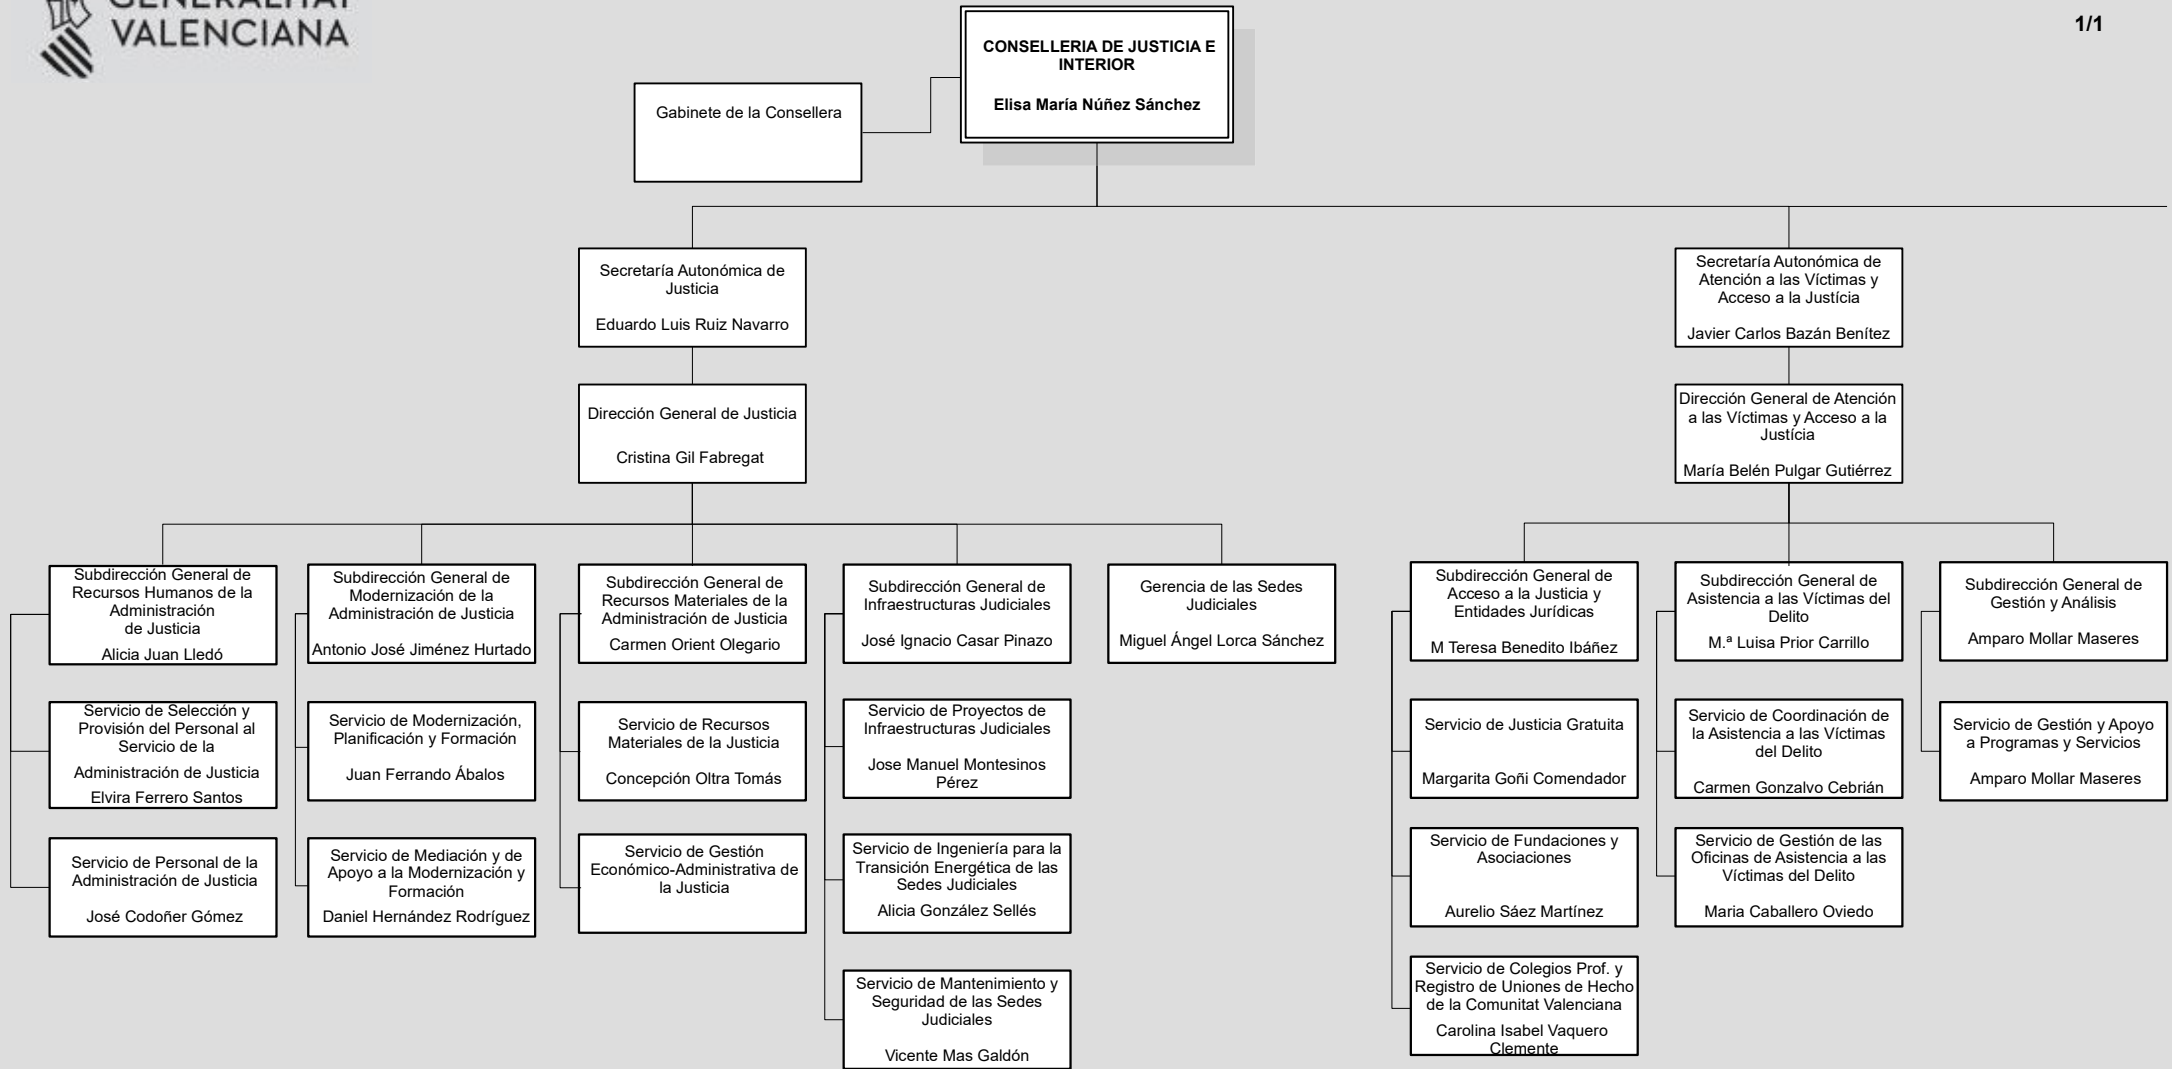 GENERALITAT
VALENCIANA
1/1
CONSELLERIA DE JUSTICIA E
INTERIOR
Elisa María Núñez Sánchez
Gabinete de la Consellera
Secretaría Autonómica de
Justicia
Eduardo Luis Ruiz Navarro
Secretaría Autonómica de
Atención a las Víctimas y
Acceso a la Justícia
Javier Carlos Bazán Benítez
Dirección General de Justicia
Cristina Gil Fabregat
Dirección General de Atención
a las Víctimas y Acceso a la
Justícia
María Belén Pulgar Gutiérrez
Subdirección General de
Recursos Humanos de la
Administración
de Justicia
Alicia Juan Lledó
Subdirección General de
Modernización de la
Administración de Justicia
Antonio José Jiménez Hurtado
Subdirección General de
Recursos Materiales de la
Administración de Justicia
Carmen Orient Olegario
Subdirección General de
Infraestructuras Judiciales
José Ignacio Casar Pinazo
Gerencia de las Sedes
Judiciales
Miguel Ángel Lorca Sánchez
Subdirección General de
Acceso a la Justicia y
Entidades Jurídicas
M Teresa Benedito Ibáñez
Subdirección General de
Asistencia a las Víctimas del
Delito
M.ª Luisa Prior Carrillo
Subdirección General de
Gestión y Análisis
Amparo Mollar Maseres
Servicio de Selección y
Provisión del Personal al
Servicio de la
Administración de Justicia
Elvira Ferrero Santos
Servicio de Modernización,
Planificación y Formación
Juan Ferrando Ábalos
Servicio de Recursos
Materiales de la Justicia
Concepción Oltra Tomás
Servicio de Proyectos de
Infraestructuras Judiciales
Jose Manuel Montesinos
Pérez
Servicio de Justicia Gratuita
Margarita Goñi Comendador
Servicio de Coordinación de
la Asistencia a las Víctimas
del Delito
Carmen Gonzalvo Cebrián
Servicio de Gestión y Apoyo
a Programas y Servicios
Amparo Mollar Maseres
Servicio de Personal de la
Administración de Justicia
José Codoñer Gómez
Servicio de Mediación y de
Apoyo a la Modernización y
Formación
Daniel Hernández Rodríguez
Servicio de Gestión
Económico-Administrativa de
la Justicia
Servicio de Ingeniería para la
Transición Energética de las
Sedes Judiciales
Alicia González Sellés
Servicio de Fundaciones y
Asociaciones
Aurelio Sáez Martínez
Servicio de Gestión de las
Oficinas de Asistencia a las
Víctimas del Delito
Maria Caballero Oviedo
Servicio de Mantenimiento y
Seguridad de las Sedes
Judiciales
Vicente Mas Galdón
Servicio de Colegios Prof. y
Registro de Uniones de Hecho
de la Comunitat Valenciana
Carolina Isabel Vaquero
Clemente